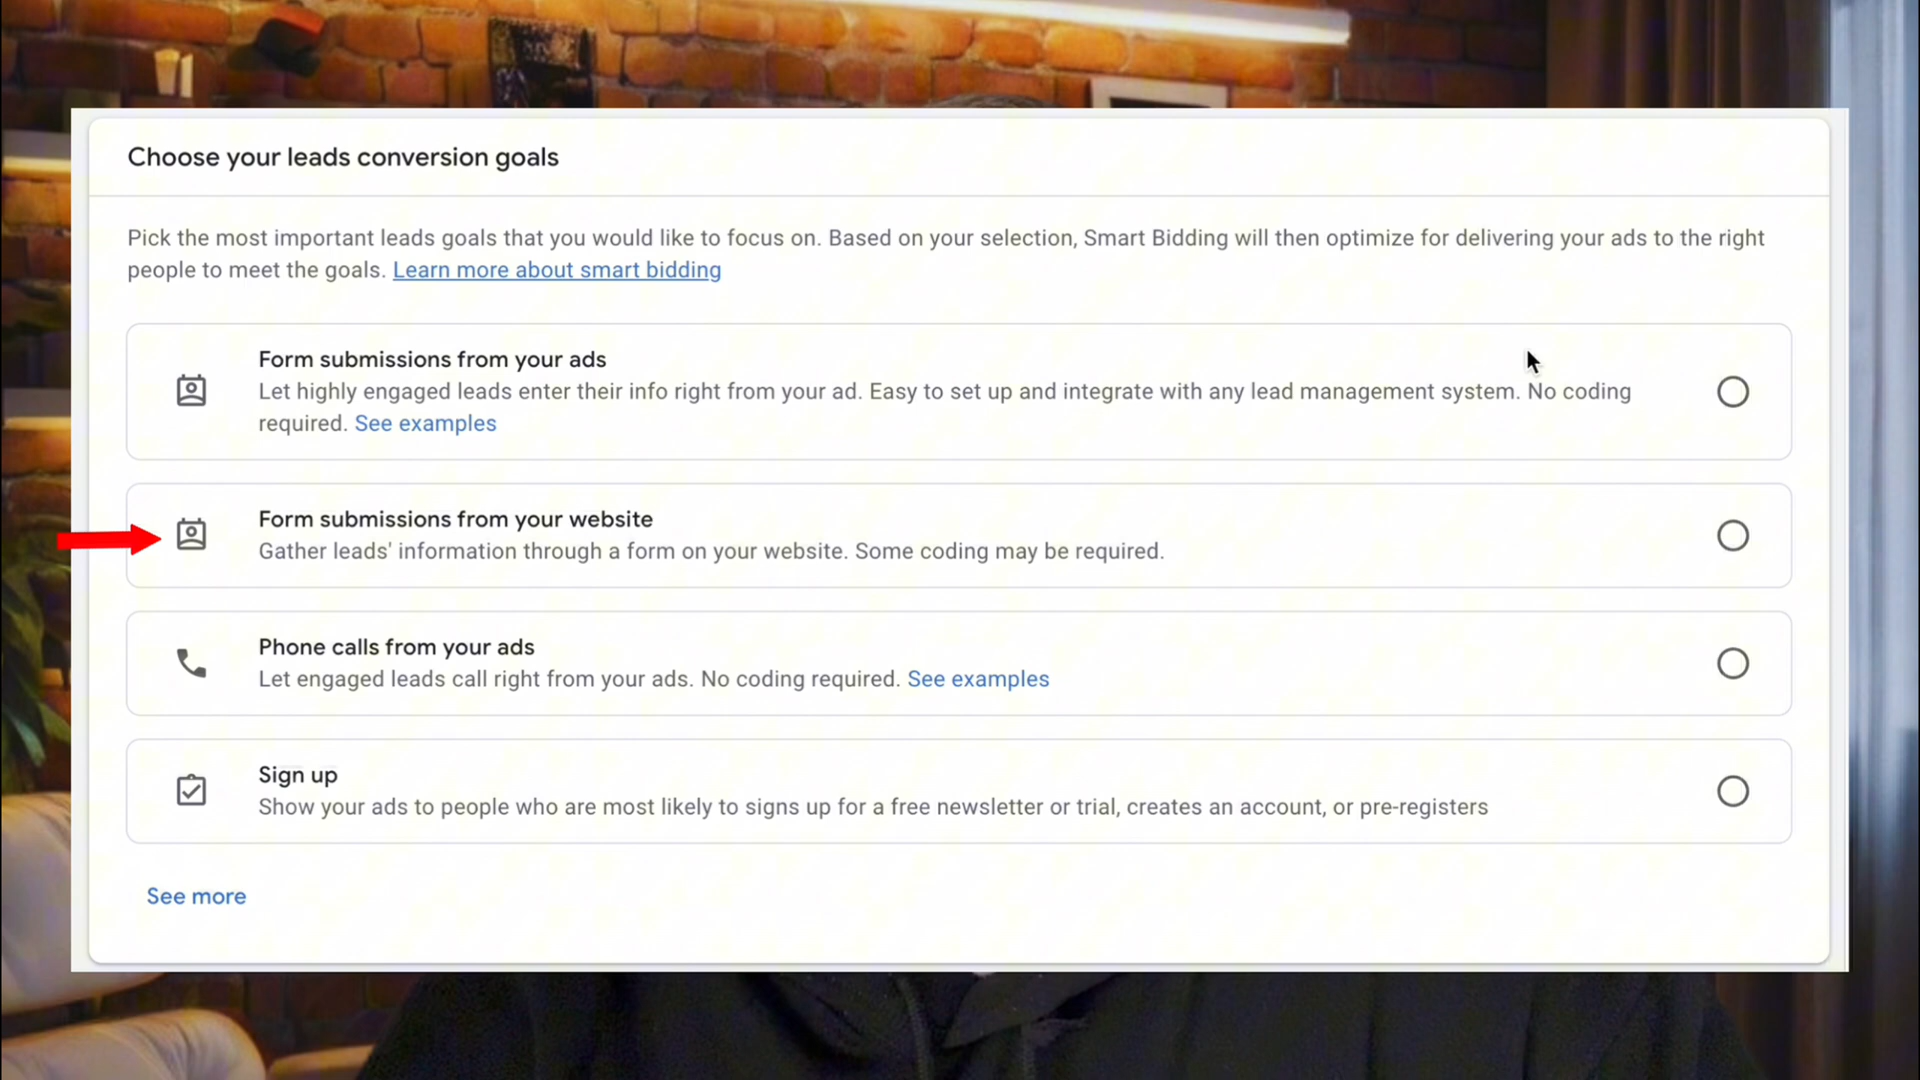 Choose your leads conversion goals
Pick the most important leads goals that you would like to focus on. Based on your selection, Smart Bidding will then optimize for delivering your ads to the right
people to meet the goals. Learn more about smart bidding
Form submissions from your ads
Let highly engaged leads enter their info right from your ad. Easy to set up and integrate with any lead management system. No coding
required. See examples
Form submissions from your website
Gather leads' information through a form on your website. Some coding may be required.
Phone calls from your ads
Let engaged leads call right from your ads. No coding required. See examples
Sign up
Show your ads to people who are most likely to signs up for a free newsletter or trial, creates an account, or pre-registers
See more